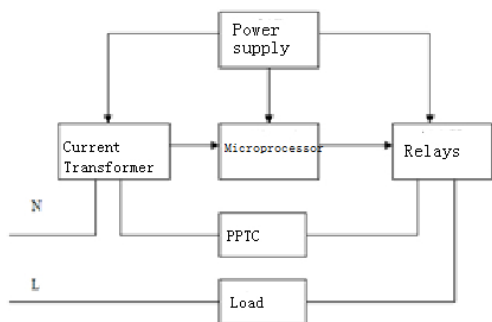 Power
supply
Current
Transformer
Microprocessor
Relays
N
PPTC
L
Load